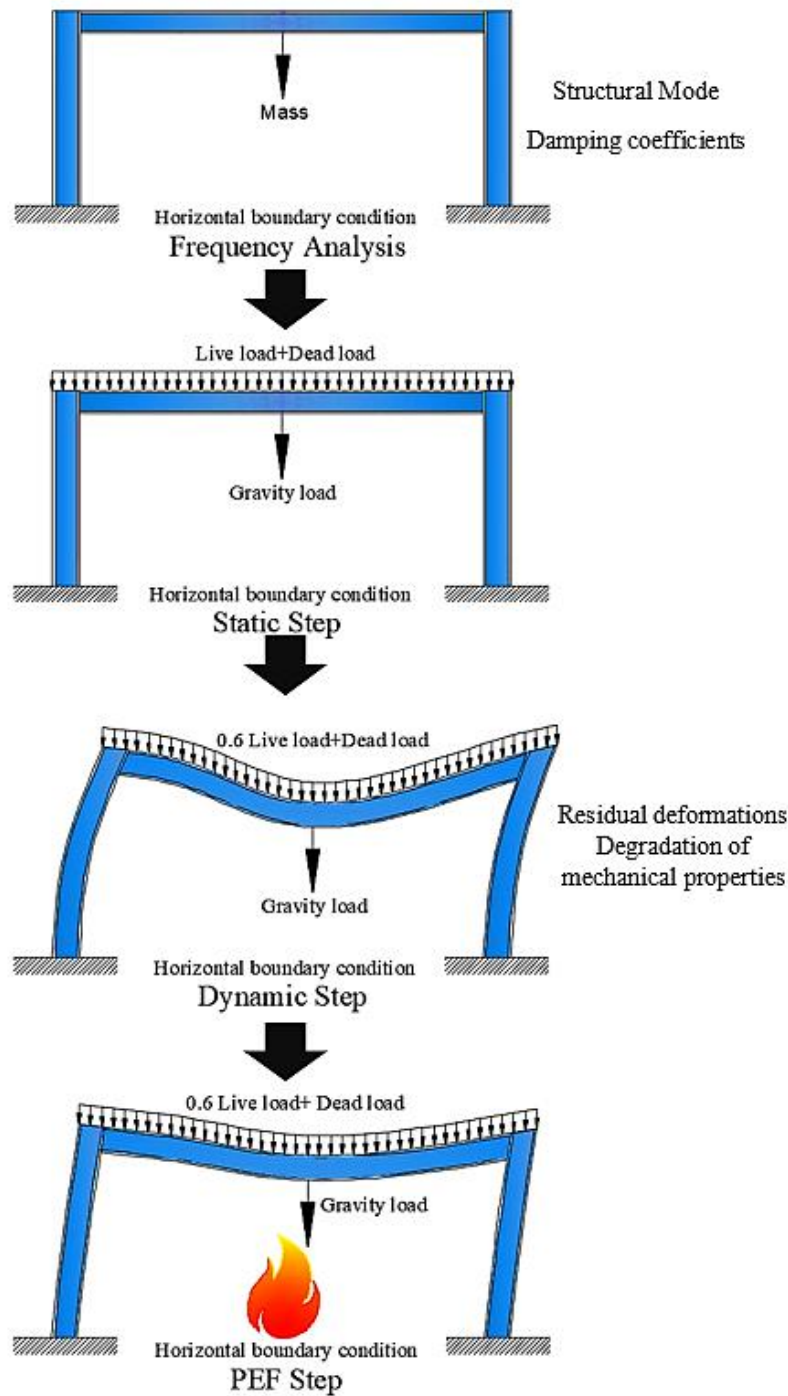 Mass
Structural Mode
Damping coefficients
Horizontal boundary condition
Frequency Analysis
Live load+Dead load
Gravity load
Horizontal boundary condition
Static Step
0.6 Live load+Dead load
Gravity load
Residual deformations
Degradation of
mechanical properties
Horizontal boundary condition
Dynamic Step
0.6 Live load+ Dead load
Gravity load
Horizontal boundary condition
PEF Step